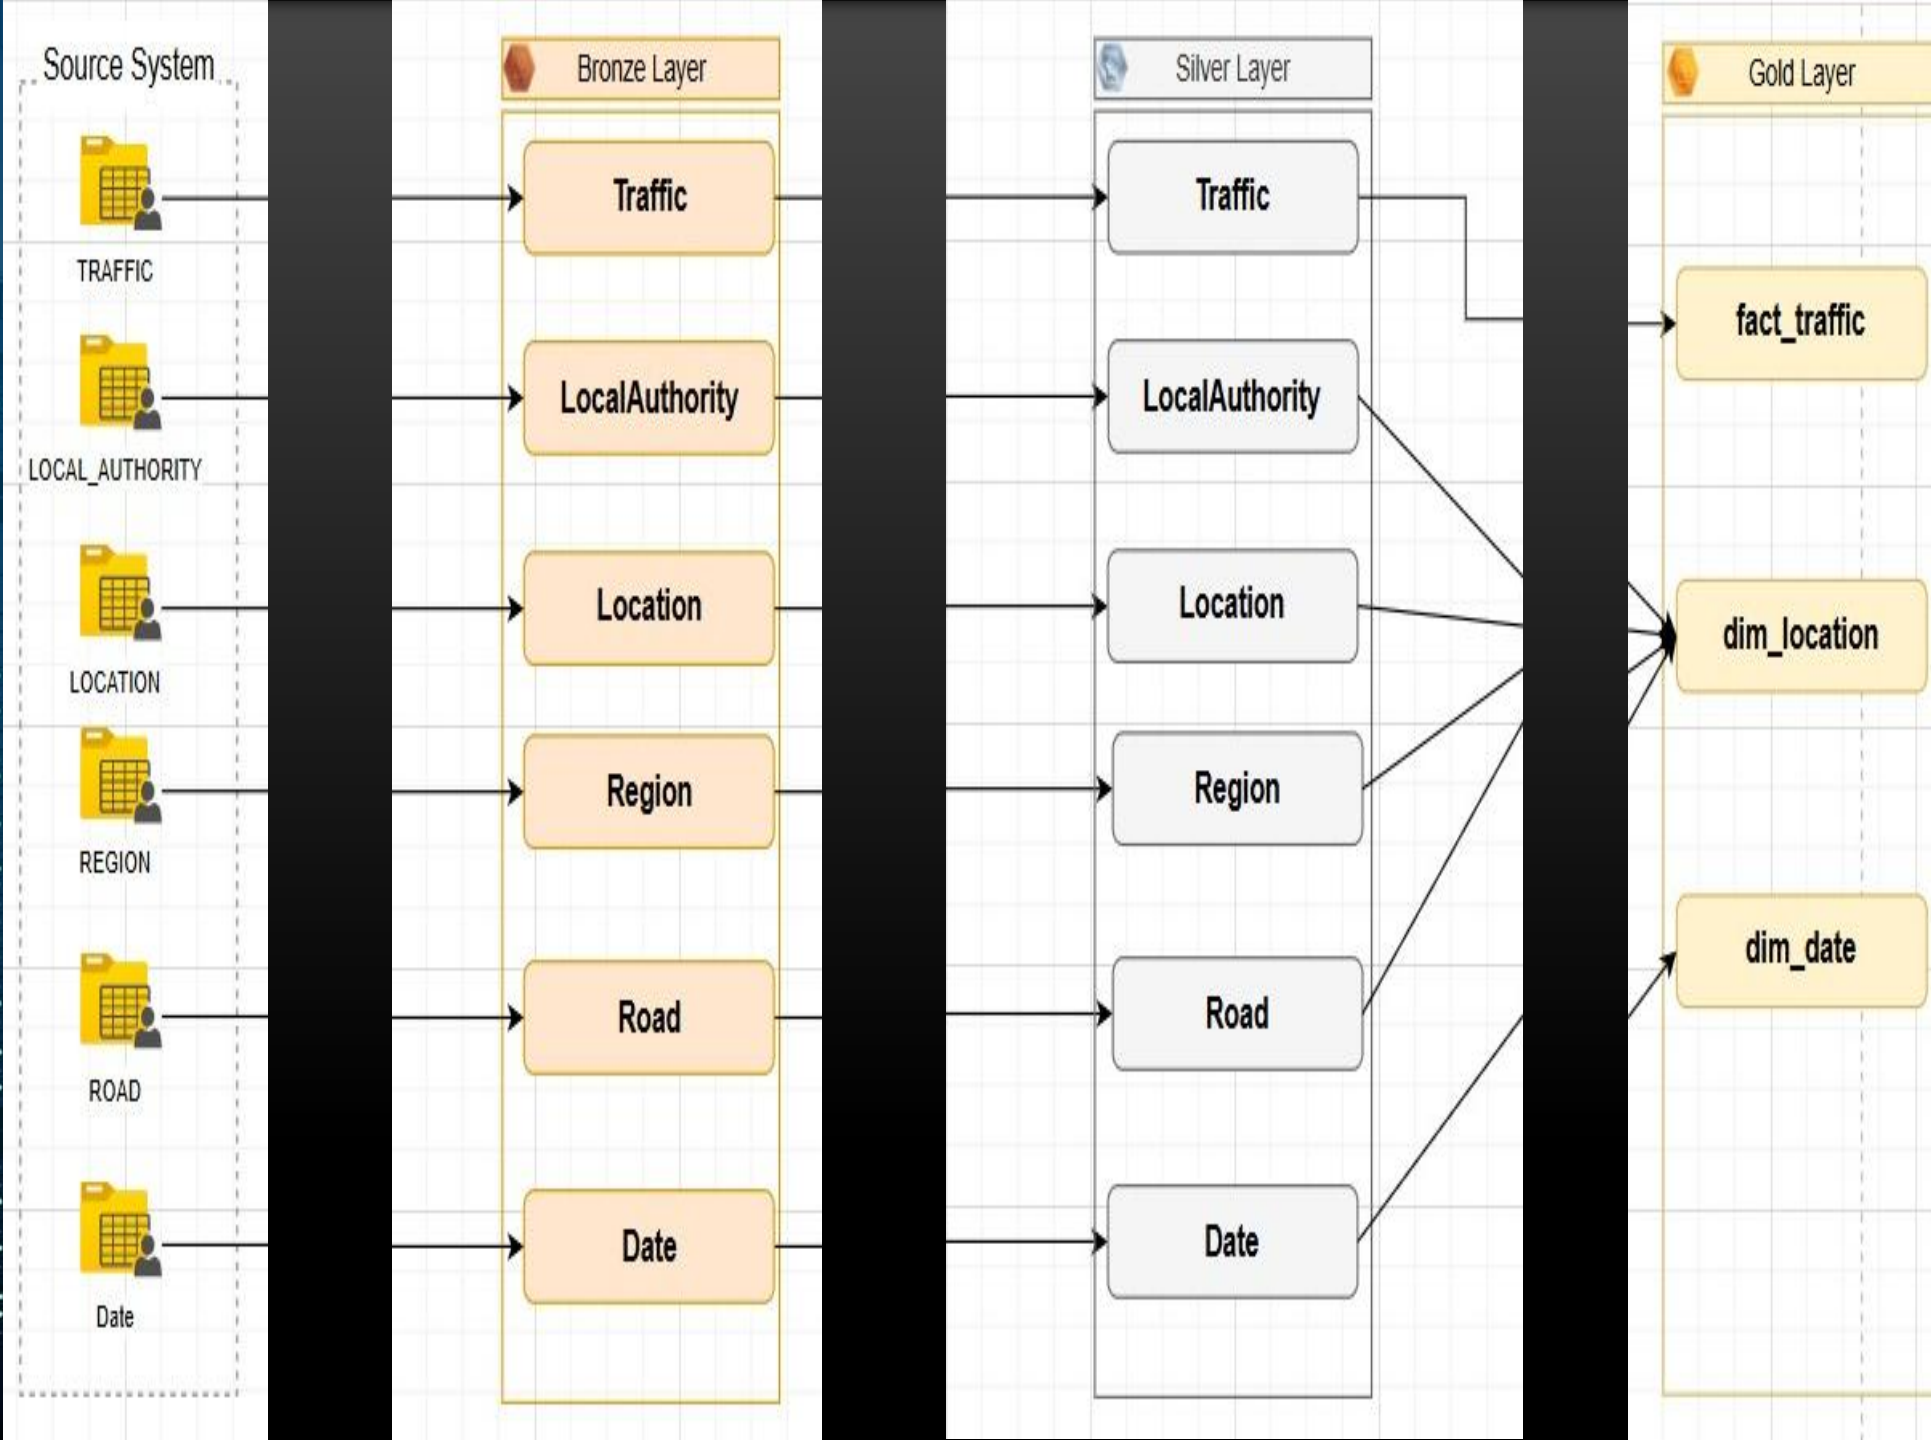 Source System
TRAFFIC
LOCAL_AUTHORITY
LOCATION
REGION
ROAD
Date
Bronze Layer
Traffic
LocalAuthority
Location
Region
Road
Date
Silver Layer
Traffic
LocalAuthority
Location
Region
Road
Date
Gold Layer
fact_traffic
dim_location
dim_date